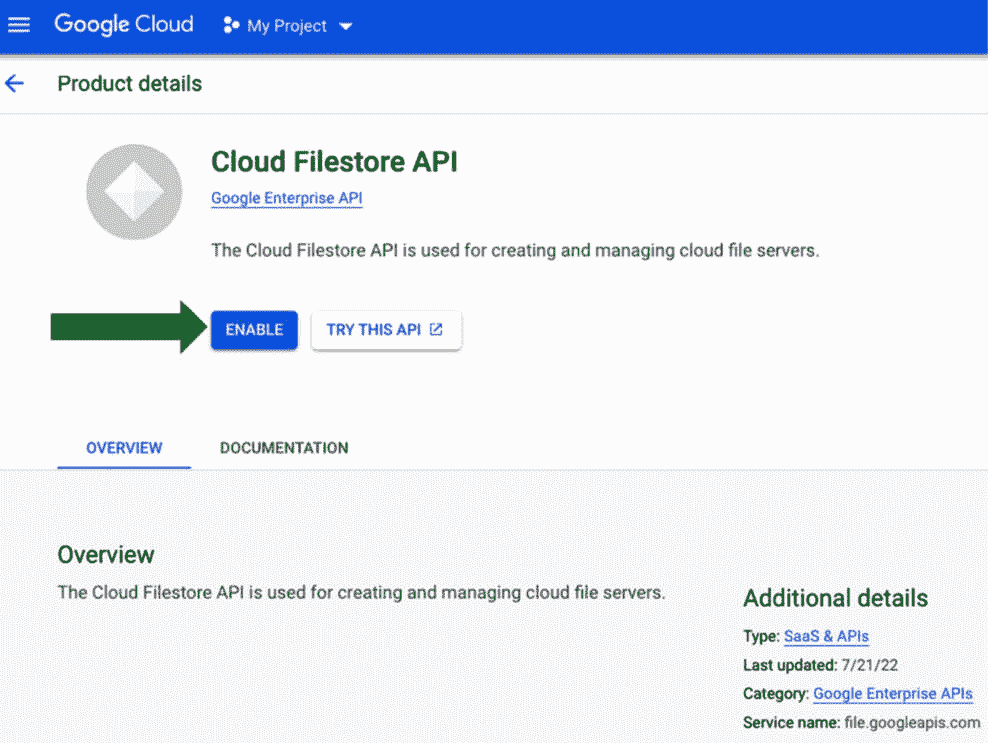 Google Cloud My Project
Product details
Cloud Filestore API
Google Enterprise API
The Cloud Filestore API is used for creating and managing cloud file servers.
ENABLE TRY THIS API
OVERVIEW DOCUMENTATION
Overview
The Cloud Filestore API is used for creating and managing cloud file servers.
Additional details
Type: SaaS & APIs
Last updated: 7/21/22
Category: Google Enterprise APIs
Service name: file.googleapis.com